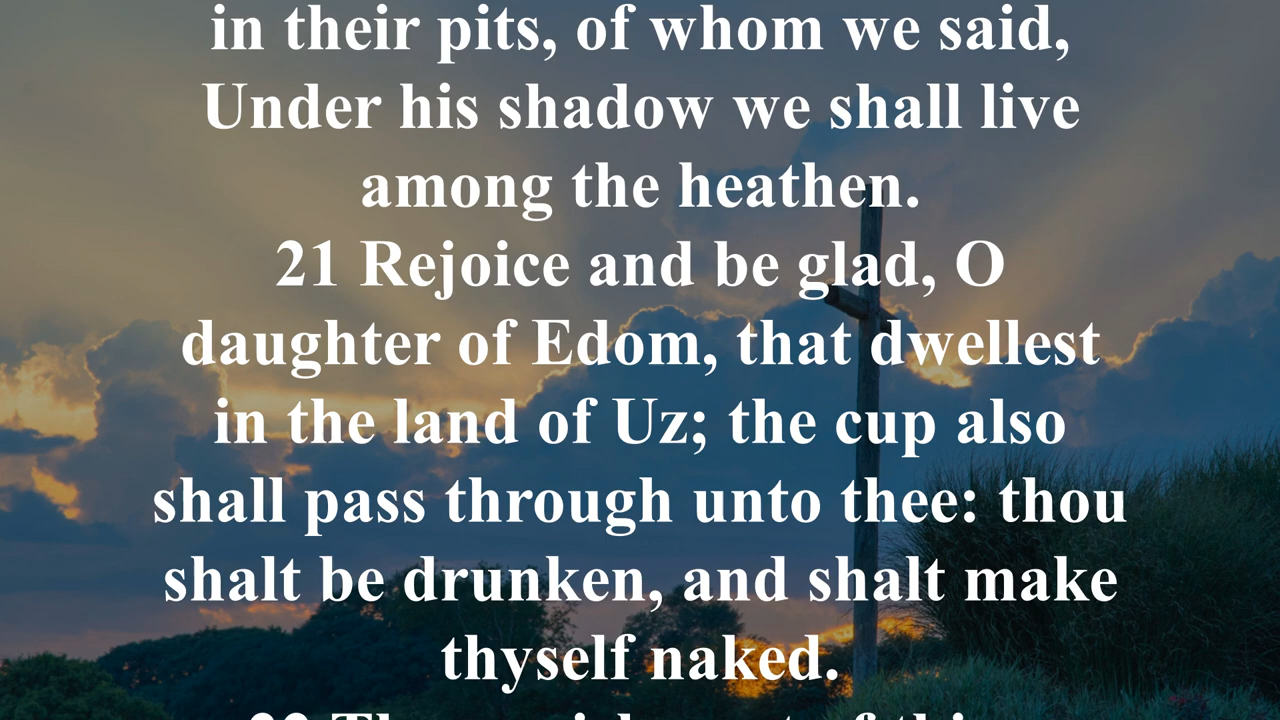 in their pits, of whom we said,
Under his shadow we shall live
among the heathen.
21 Rejoice and be glad, O
daughter of Edom, that dwellest
in the land of Uz; the cup also
shall pass through unto thee: thou
shalt be drunken, and shalt make
thyself naked.